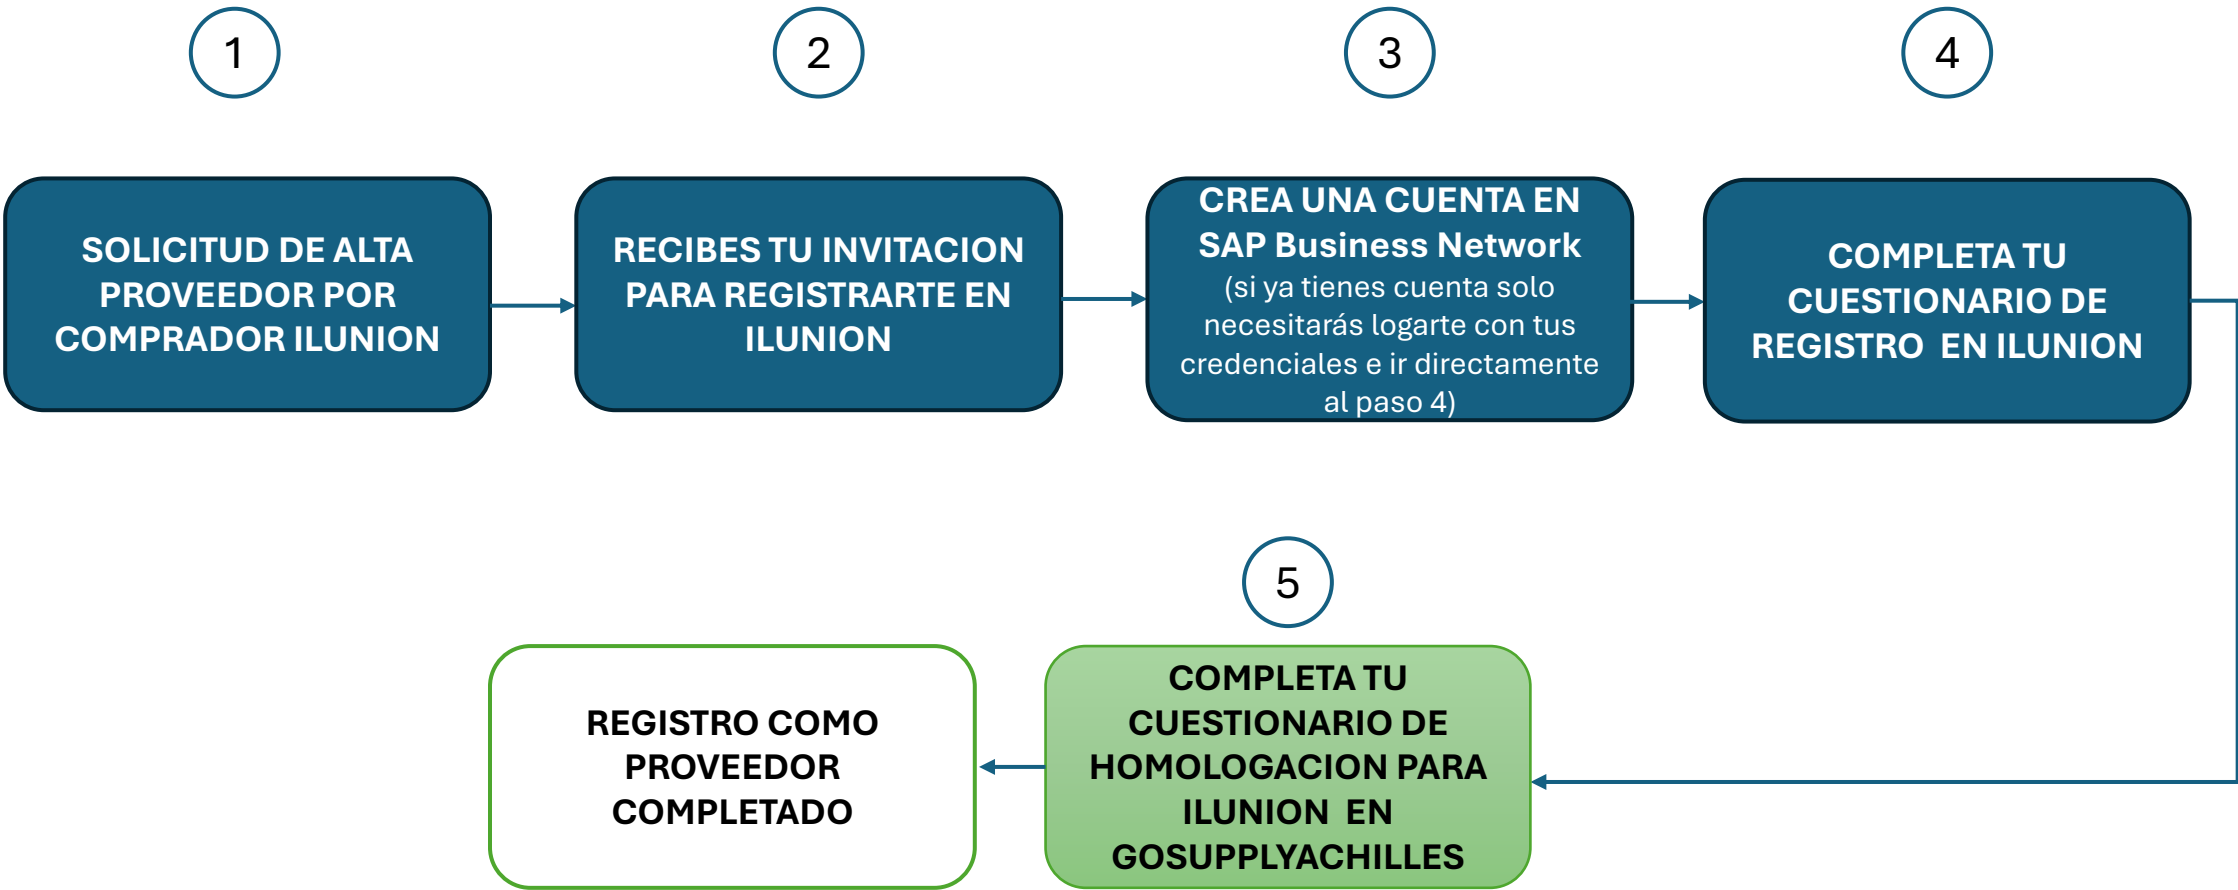 1
2
3
4
SOLICITUD DE ALTA
PROVEEDOR POR
COMPRADOR ILUNION
RECIBES TU INVITACION
PARA REGISTRARTE EN
ILUNION
CREA UNA CUENTA EN
SAP Business Network
(si ya tienes cuenta solo
necesitarás logarte con tus
credenciales e ir directamente
al paso 4)
COMPLETA TU
CUESTIONARIO DE
REGISTRO EN ILUNION
5
REGISTRO COMO
PROVEEDOR
COMPLETADO
COMPLETA TU
CUESTIONARIO DE
HOMOLOGACION PARA
ILUNION EN
GOSUPPLYACHILLES